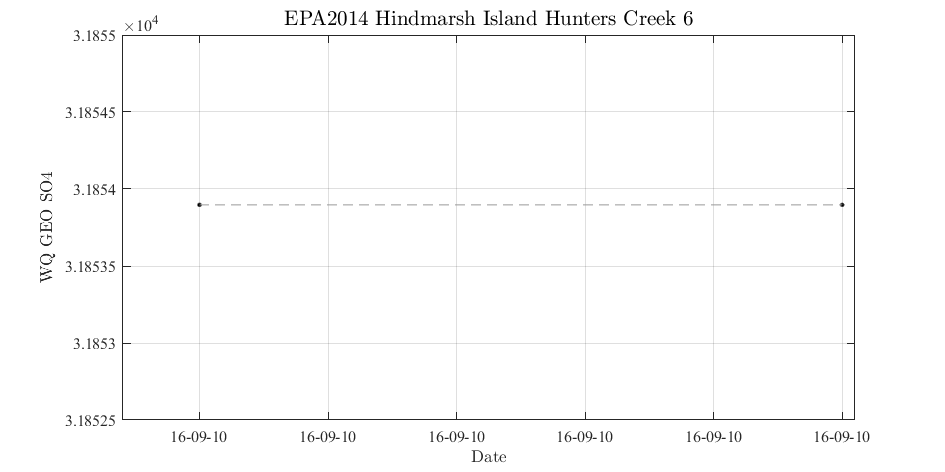 EPA2014 Hindmarsh Island Hunters Creek 6
×10^4
3.1855
3.18545
3.1854
3.18535
3.1853
3.18525
WQ GEO SO4
16-09-10 16-09-10 16-09-10 16-09-10 16-09-10 16-09-10
Date